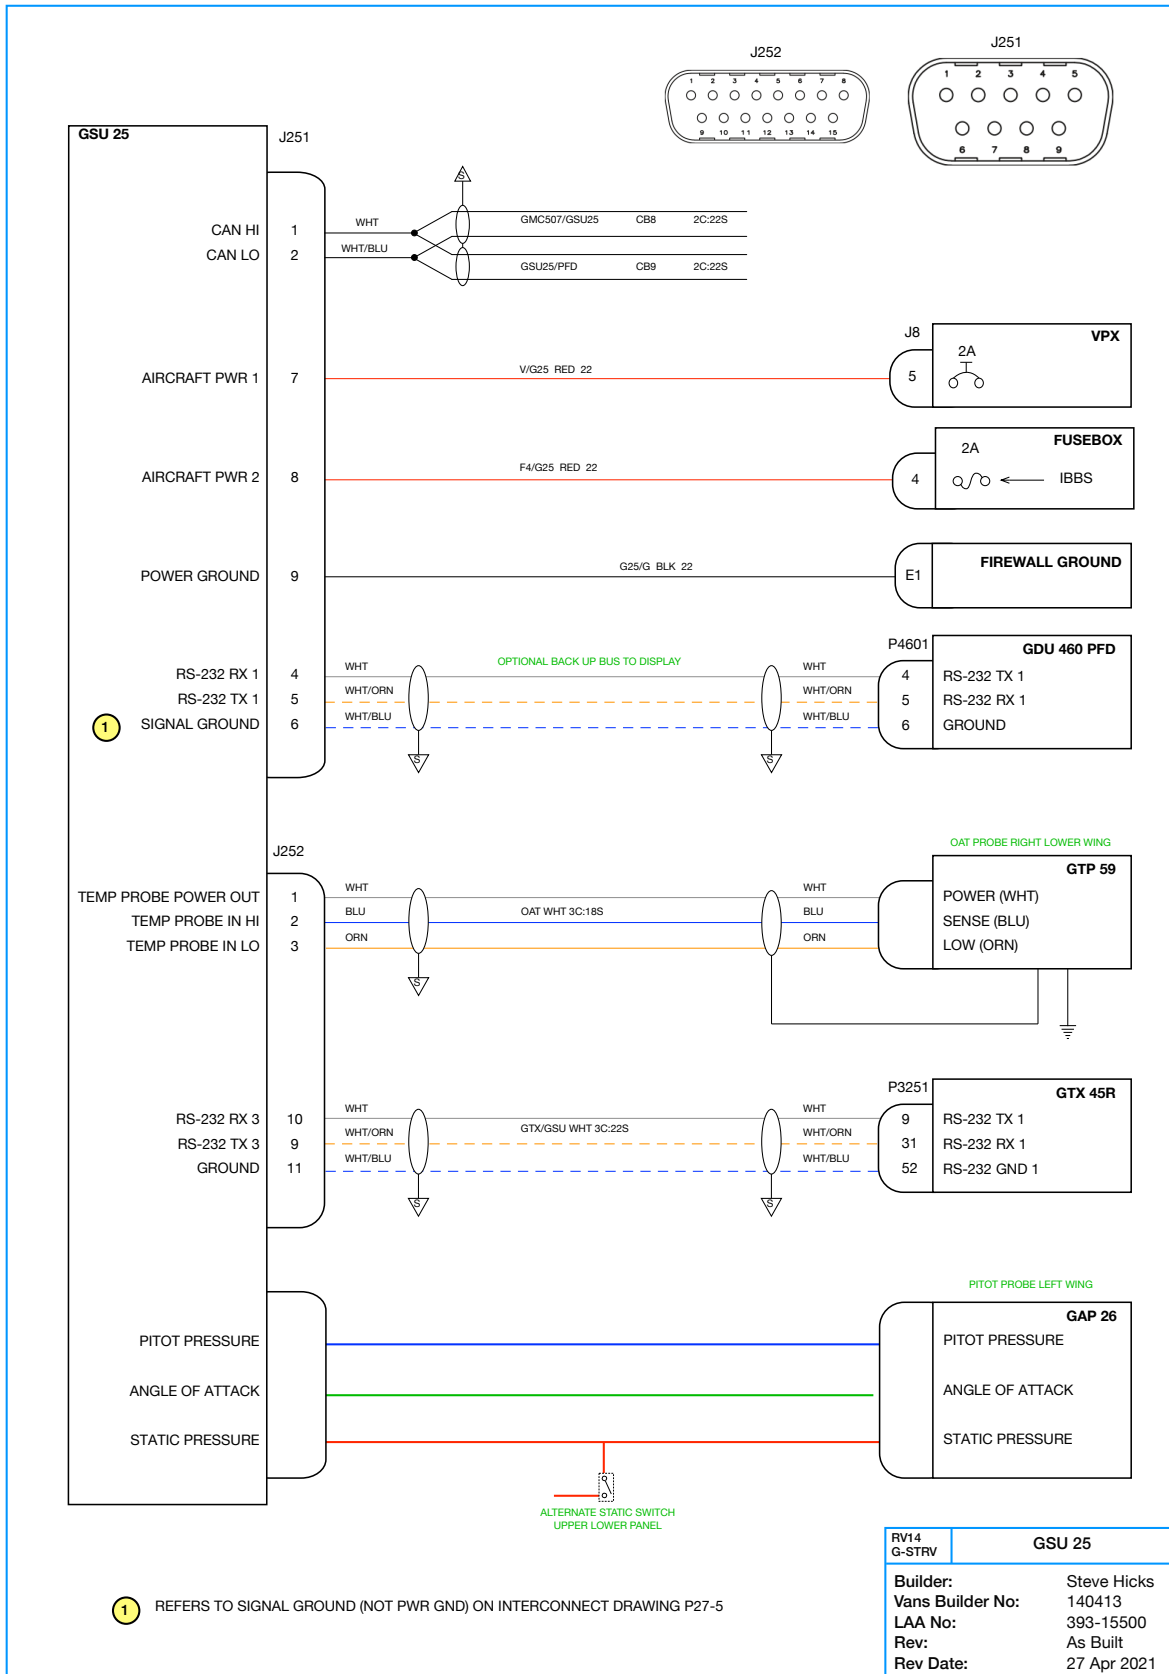 J252
J251
1 2 3 4 5 6 7 8
9 10 11 12 13 14 15
1 2 3 4 5
6 7 8 9
GSU 25
J251
S
CAN HI 1 WHT GMC507/GSU25 CB8 2C:22S
CAN LO 2 WHT/BLU GSU25/PFD CB9 2C:22S
J8 VPX
2A
AIRCRAFT PWR 1 7 V/G25 RED 22 5
FUSEBOX
2A
AIRCRAFT PWR 2 8 F4/G25 RED 22 4 IBBS
POWER GROUND 9 G25/G BLK 22 E1 FIREWALL GROUND
P4601 GDU 460 PFD
OPTIONAL BACK UP BUS TO DISPLAY
RS-232 RX 1 4 WHT WHT 4 RS-232 TX 1
RS-232 TX 1 5 WHT/ORN WHT/ORN 5 RS-232 RX 1
1 SIGNAL GROUND 6 WHT/BLU WHT/BLU 6 GROUND
S S
OAT PROBE RIGHT LOWER WING
J252
GTP 59
TEMP PROBE POWER OUT 1 WHT WHT POWER (WHT)
TEMP PROBE IN HI 2 BLU OAT WHT 3C:18S BLU SENSE (BLU)
TEMP PROBE IN LO 3 ORN ORN LOW (ORN)
S
P3251 GTX 45R
RS-232 RX 3 10 WHT WHT 9 RS-232 TX 1
RS-232 TX 3 9 WHT/ORN GTX/GSU WHT 3C:22S WHT/ORN 31 RS-232 RX 1
GROUND 11 WHT/BLU WHT/BLU 52 RS-232 GND 1
S S
PITOT PROBE LEFT WING
GAP 26
PITOT PRESSURE PITOT PRESSURE
ANGLE OF ATTACK ANGLE OF ATTACK
STATIC PRESSURE STATIC PRESSURE
ALTERNATE STATIC SWITCH
UPPER LOWER PANEL
1 REFERS TO SIGNAL GROUND (NOT PWR GND) ON INTERCONNECT DRAWING P27-5
RV14
G-STRV
GSU 25
Builder: Steve Hicks
Vans Builder No: 140413
LAA No: 393-15500
Rev: As Built
Rev Date: 27 Apr 2021